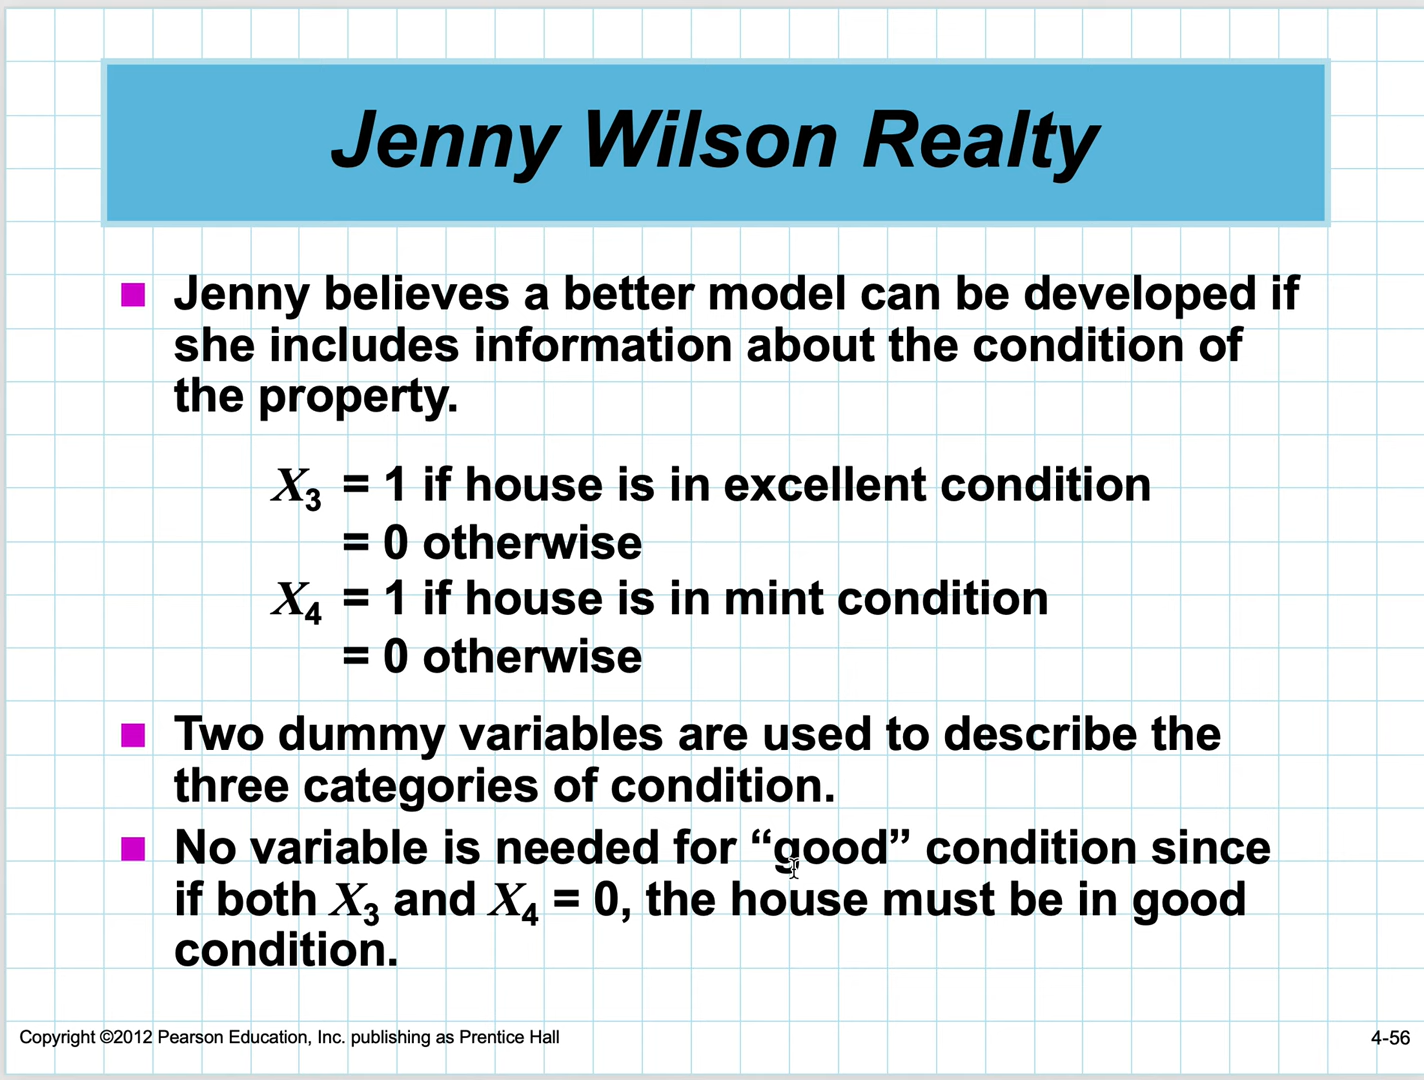 Jenny Wilson Realty
Jenny believes a better model can be developed if
she includes information about the condition of
the property.
X3 = 1 if house is in excellent condition
= 0 otherwise
X4 = 1 if house is in mint condition
= 0 otherwise
Two dummy variables are used to describe the
three categories of condition.
No variable is needed for “good” condition since
if both X3 and X4 = 0, the house must be in good
condition.
Copyright ©2012 Pearson Education, Inc. publishing as Prentice Hall
4-56